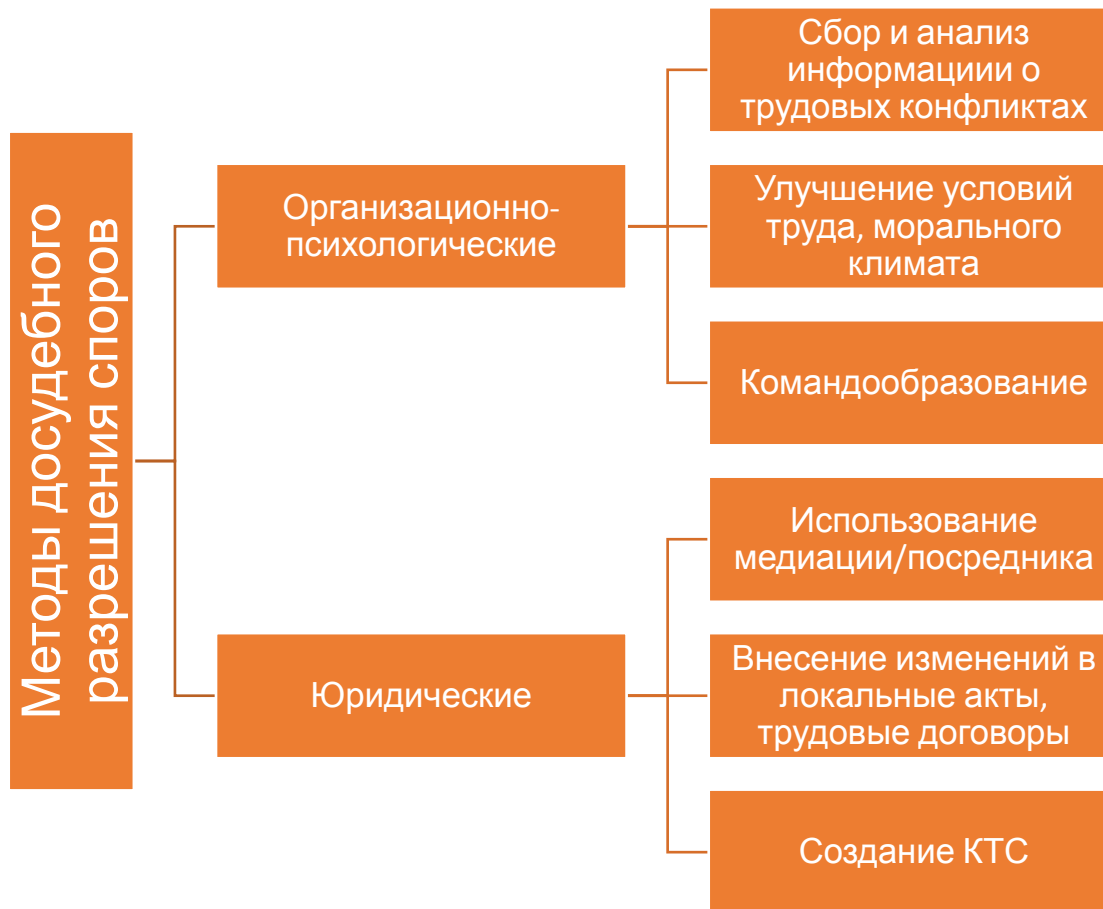 Методы досудебного
разрешения споров
Организационно-
психологические
Сбор и анализ
информациии о
трудовых конфликтах
Улучшение условий
труда, морального
климата
Командообразование
Юридические
Использование
медиации/посредника
Внесение изменений в
локальные акты,
трудовые договоры
Создание КТС